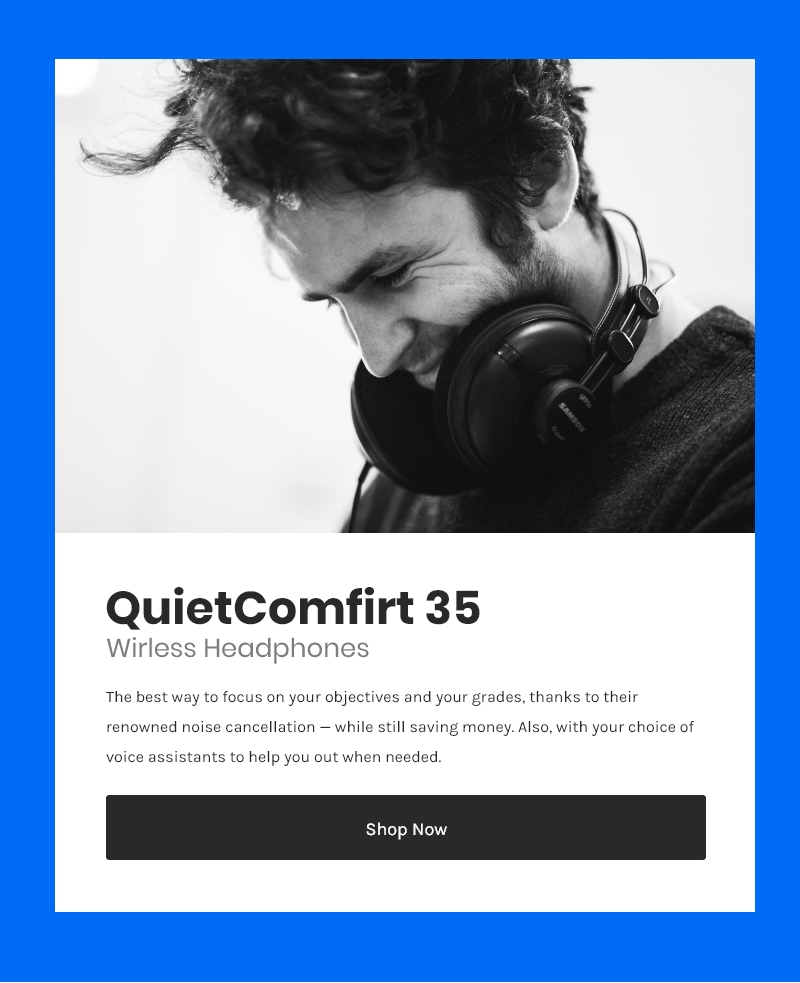 SAMSON
QuietComfirt 35
Wirless Headphones
The best way to focus on your objectives and your grades, thanks to their
renowned noise cancellation — while still saving money. Also, with your choice of
voice assistants to help you out when needed.
Shop Now